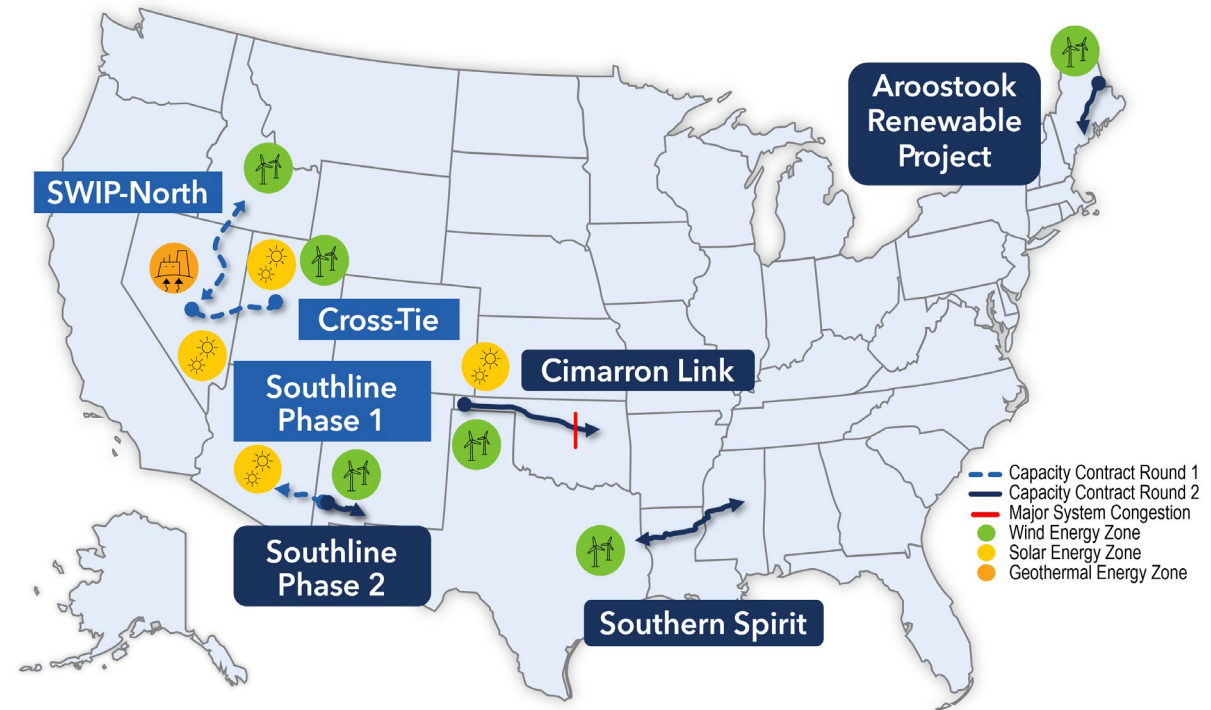 Aroostook
Renewable
Project
SWIP-North
Cross-Tie
Cimarron Link
Southline
Phase 1
Southline
Phase 2
Southern Spirit
Capacity Contract Round 1
Capacity Contract Round 2
Major System Congestion
Wind Energy Zone
Solar Energy Zone
Geothermal Energy Zone